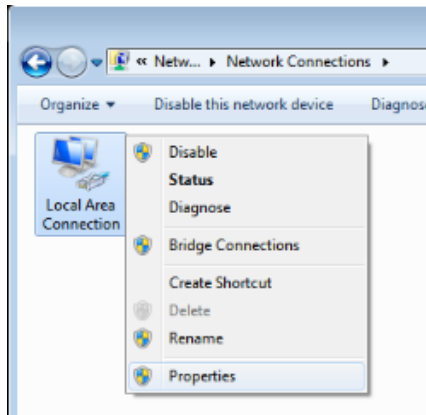 « Netw... ▸ Network Connections ▸
Organize ▾ Disable this network device Diagnose
Local Area
Connection
Disable
Status
Diagnose
Bridge Connections
Create Shortcut
Delete
Rename
Properties